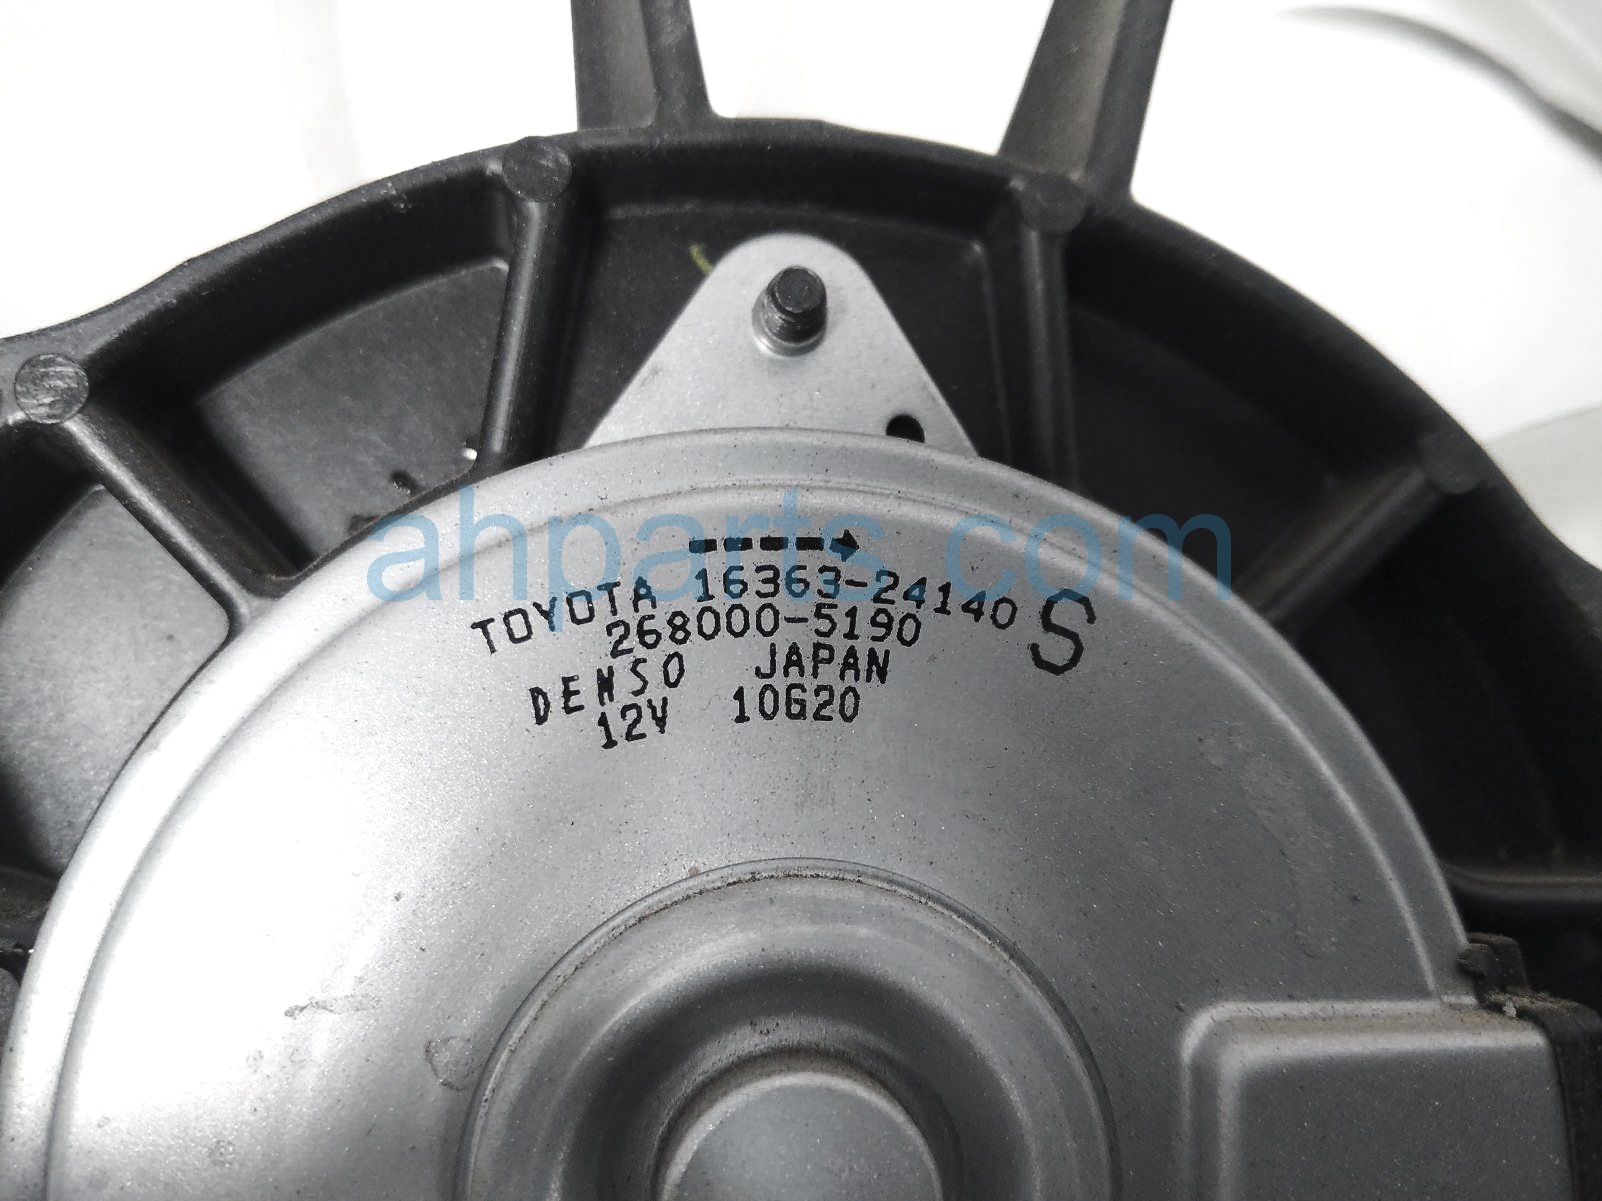 TOYOTA 16363-24140 S
268000-5190
DENSO JAPAN
12V 10G20
ahparts.com